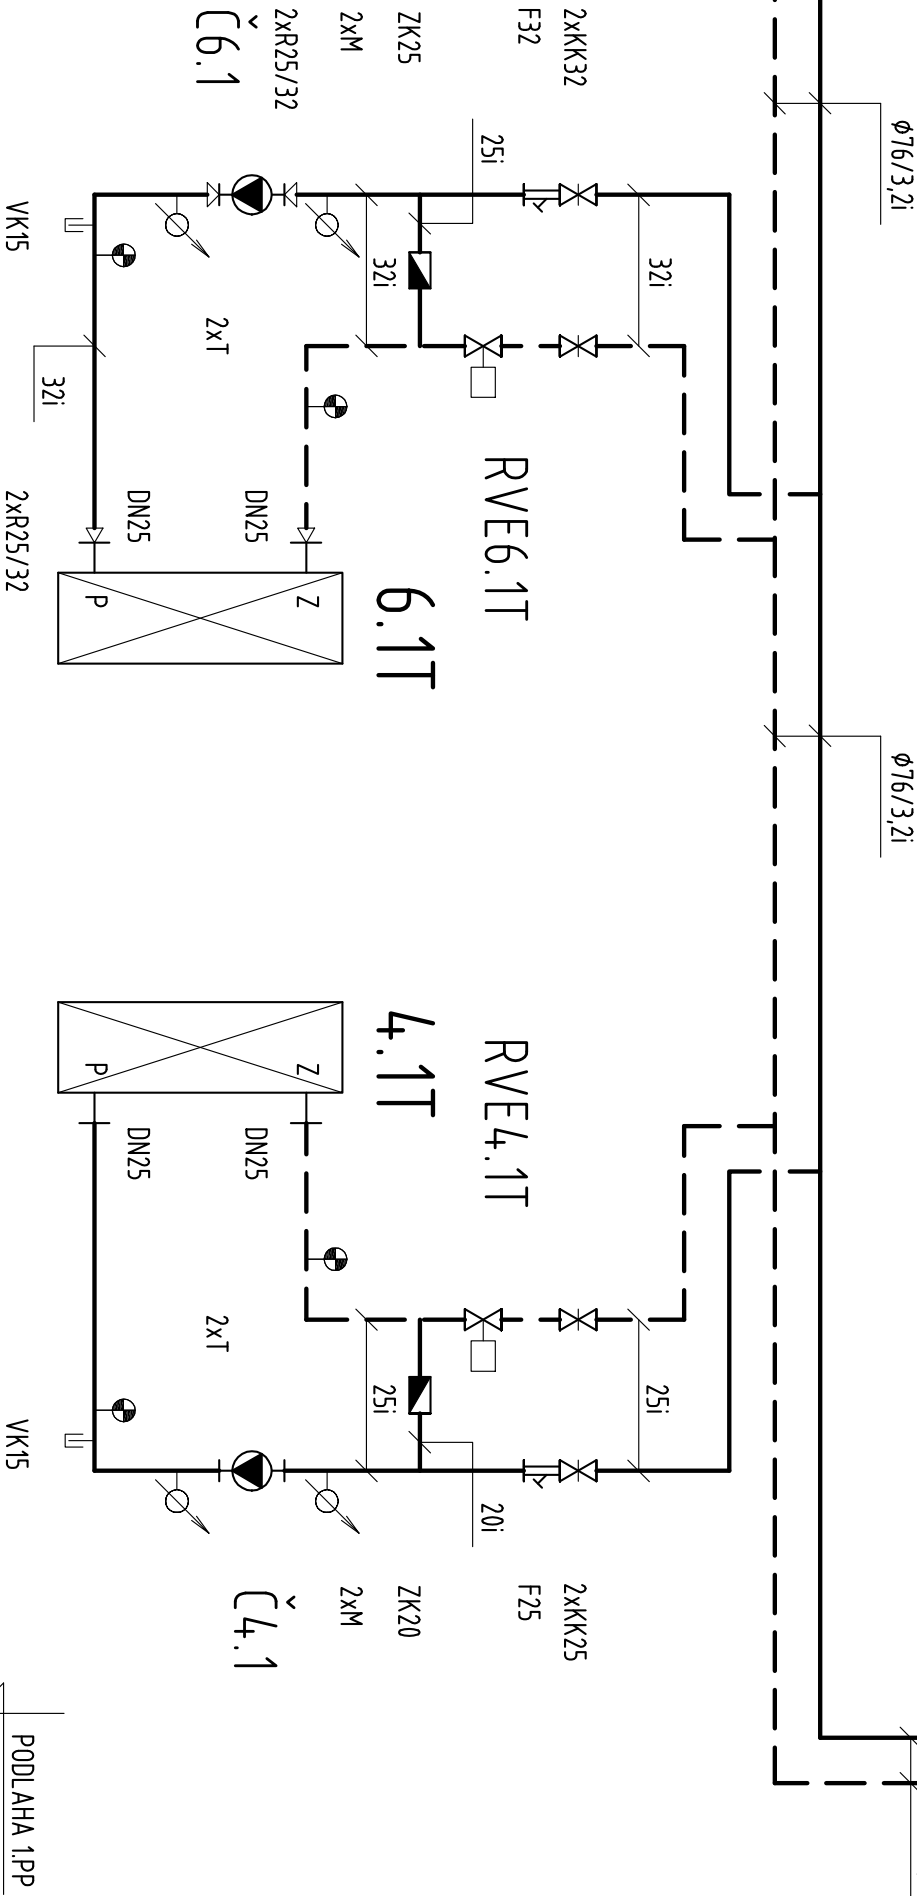 φ76/3,2i
φ76/3,2i
2xKK32
F32
ZK25
2xM
2xR25/32
Č6.1
25i
32i
32i
VK15
2xT
32i
RVE6.1T
6.1T
DN25
DN25
2xR25/32
Z
P
RVE4.1T
4.1T
Z
P
DN25
DN25
2xT
25i
25i
20i
VK15
2xKK25
F25
ZK20
2xM
Č4.1
PODLAHA 1.PP